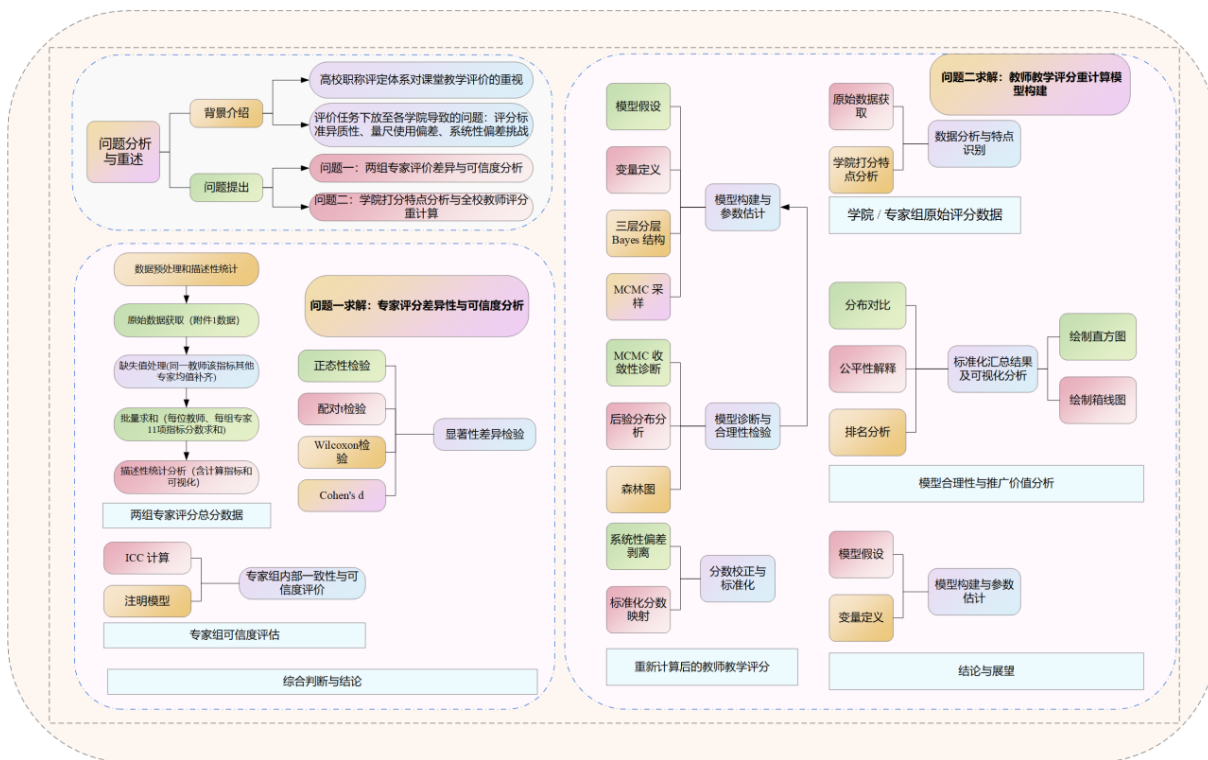 问题分析
与重述
背景介绍
高校职称评定体系对课堂教学评价的重视
评价任务下放至各学院导致的问题：评分标
准异质性、量尺使用偏差、系统性偏差挑战
问题提出
问题一：两组专家评价差异与可信度分析
问题二：学院打分特点分析与全校教师评分
重计算
数据预处理和描述性统计
原始数据获取（附件1数据）
缺失值处理(同一教师该指标其他
专家均值补齐）
批量求和（每位教师、每组专家
11项指标分数求和）
描述性统计分析（含计算指标和
可视化）
两组专家评分总分数据
问题一求解：专家评分差异性与可信度分析
正态性检验
配对t检验
Wilcoxon检
验
Cohen's d
显著性差异检验
ICC 计算
注明模型
专家组内部一致性与可
信度评价
专家组可信度评估
综合判断与结论
模型假设
变量定义
三层分层
Bayes 结构
MCMC 采
样
模型构建与
参数估计
MCMC 收
敛性诊断
后验分布分
析
森林图
模型诊断与
合理性检验
系统性偏差
剥离
标准化分数
映射
分数校正与
标准化
重新计算后的教师教学评分
问题二求解：教师教学评分重计算模
型构建
原始数据获
取
学院打分特
点分析
数据分析与特点
识别
学院 / 专家组原始评分数据
分布对比
公平性解释
排名分析
标准化汇总结果
及可视化分析
绘制直方图
绘制箱线图
模型合理性与推广价值分析
模型假设
变量定义
模型构建与参数
估计
结论与展望